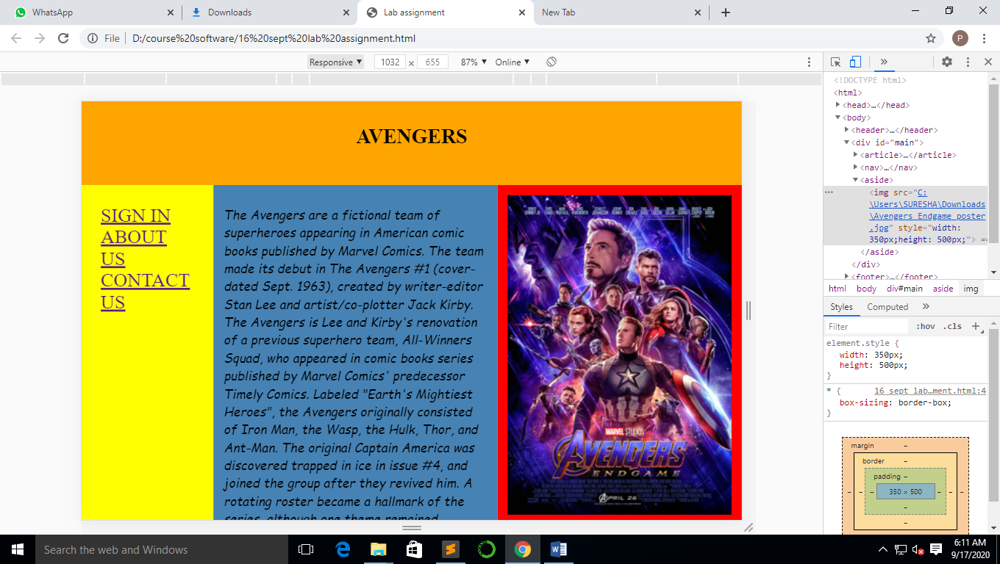 WhatsApp
Downloads
Lab assignment
New Tab
File
D:/course%20software/16%20sept%20lab%20assignment.html
P
Responsive ▼ 1032 x 655 87% ▼ Online ▼
AVENGERS
SIGN IN
ABOUT
US
CONTACT
US
The Avengers are a fictional team of
superheroes appearing in American comic
books published by Marvel Comics. The team
made its debut in The Avengers #1 (cover-
dated Sept. 1963), created by writer-editor
Stan Lee and artist/co-plotter Jack Kirby.
The Avengers is Lee and Kirby's renovation
of a previous superhero team, All-Winners
Squad, who appeared in comic books series
published by Marvel Comics' predecessor
Timely Comics. Labeled "Earth's Mightiest
Heroes", the Avengers originally consisted
of Iron Man, the Wasp, the Hulk, Thor, and
Ant-Man. The original Captain America was
discovered trapped in ice in issue #4, and
joined the group after they revived him. A
rotating roster became a hallmark of the
series, although one theme remained
MARVEL STUDIOS
AVENGERS
ENDGAME
APRIL 26
<!DOCTYPE html>
<html>
<head>…</head>
<body>
<header>…</header>
<div id="main">
<article>…</article>
<nav>…</nav>
<aside>
<img src="C:
\Users\SURESHA\Downloads
\Avengers Endgame poster
.jpg" style="width:
350px;height: 500px;"> ==
</aside>
</div>
<footer>…</footer>
html body div#main aside img
Styles Computed
Filter :hov .cls
element.style {
width: 350px;
height: 500px;
}
* { 16 sept lab…ment.html:4
box-sizing: border-box;
}
margin –
border –
padding –
– – – 350 × 500 – – –
–
–
Search the web and Windows
6:11 AM
9/17/2020